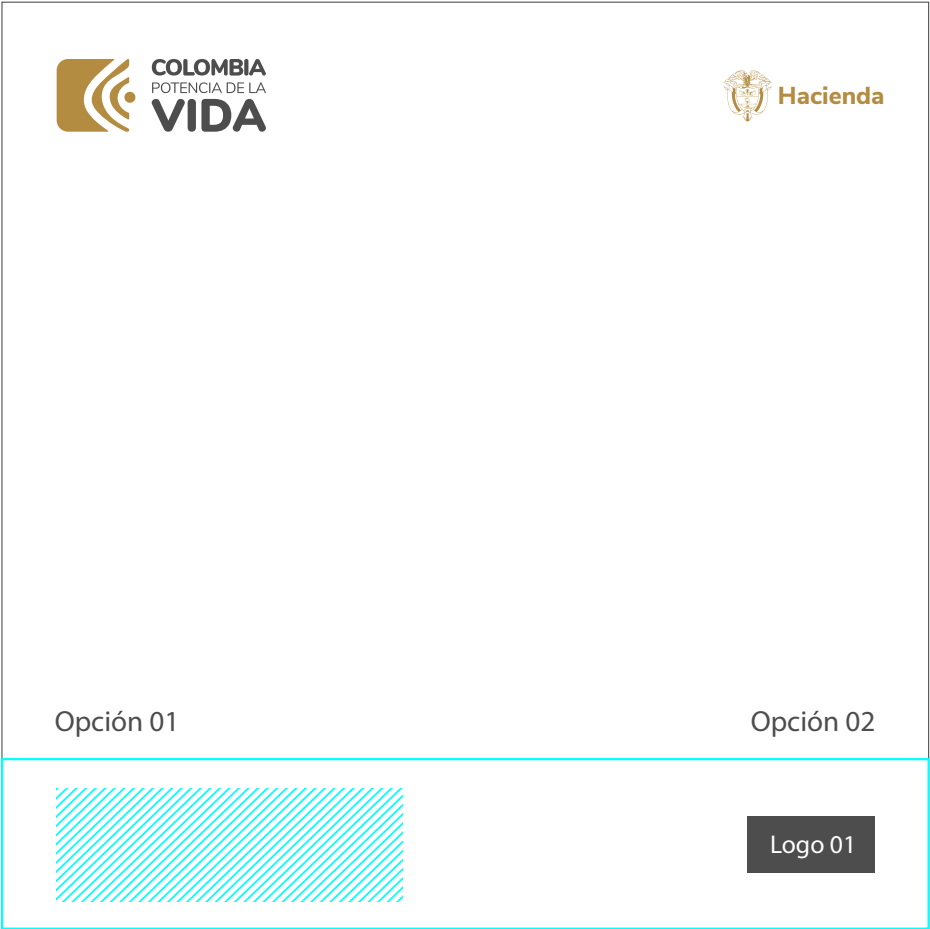 COLOMBIA
POTENCIA DE LA
VIDA
Hacienda
Opción 01
Opción 02
Logo 01